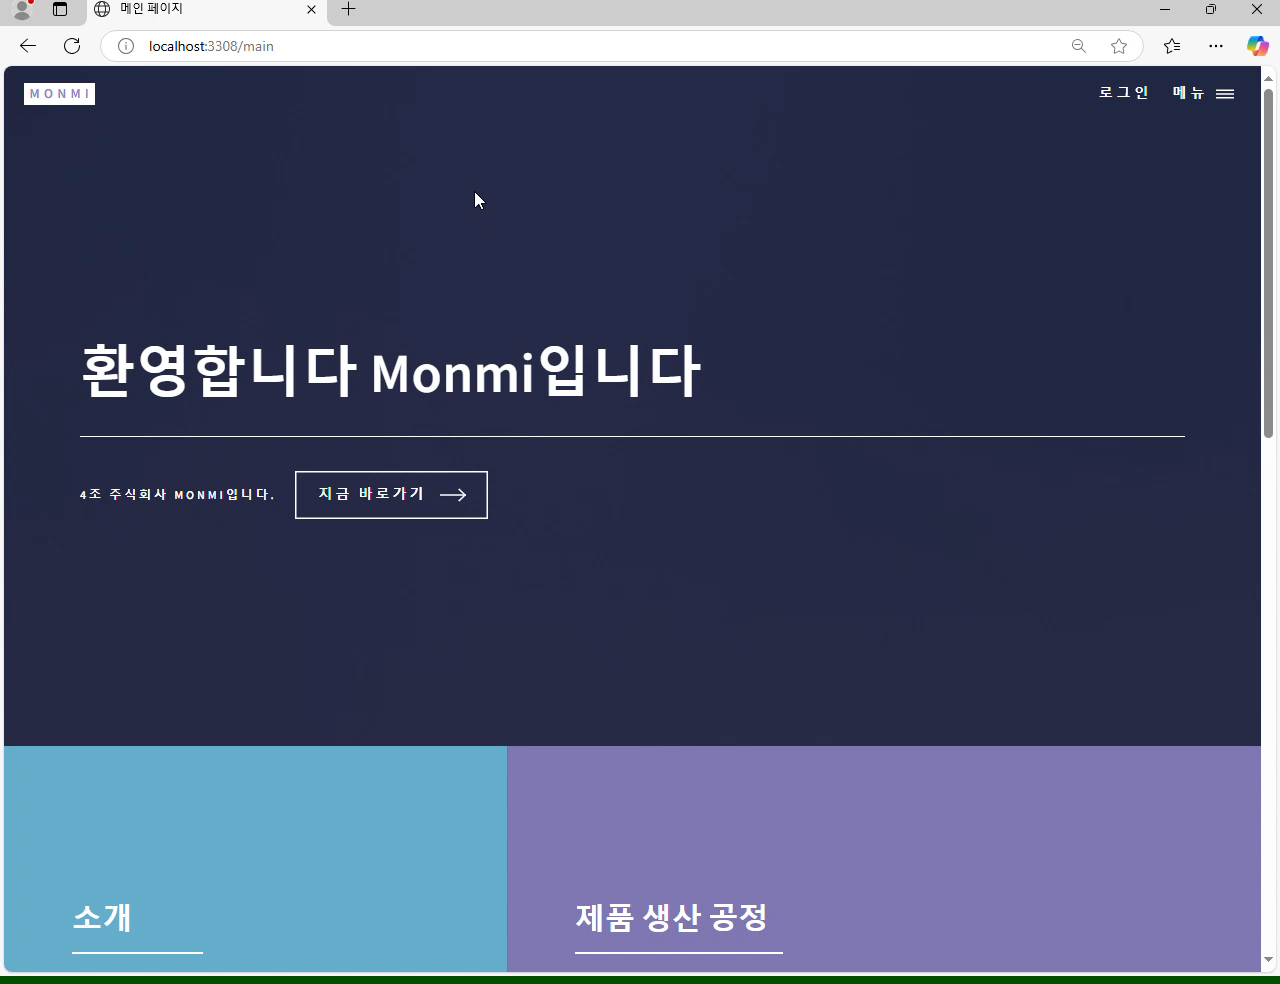 메인 페이지
localhost:3308/main
MONMI
로그인
메뉴
환영합니다 Monmi입니다
4조 주식회사 MONMI입니다.
지금 바로가기
소개
제품 생산 공정